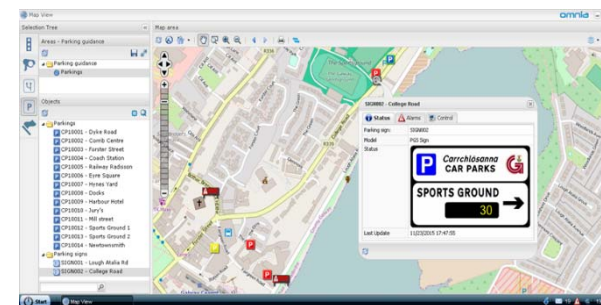 Map View
omnia
Selection Tree
Map area
Areas - Parking guidance
Parking guidance
Parkings
Objects
Parkings
CP10001 - Dyke Road
CP10002 - Comb Centre
CP10003 - Forster Street
CP10004 - Coach Station
CP10005 - Railway Radisson
CP10006 - Eyre Square
CP10007 - Hynes Yard
CP10008 - Docks
CP10009 - Harbour Hotel
CP10010 - Jury's
CP10011 - Mill street
CP10012 - Sports Ground 1
CP10013 - Sports Ground 2
CP10014 - Newtownsmith
Parking signs
SIGN001 - Lough Atalia Rd
SIGN002 - College Road
SIGN002 - College Road
Status
Alarms
Control
Parking sign:
SIGN002
Model
PGS Sign
Status
P
Carrchlósanna
CAR PARKS
SPORTS GROUND
30
Last Update
11/23/2015 17:47:55
College Road
R336
Start
Map View